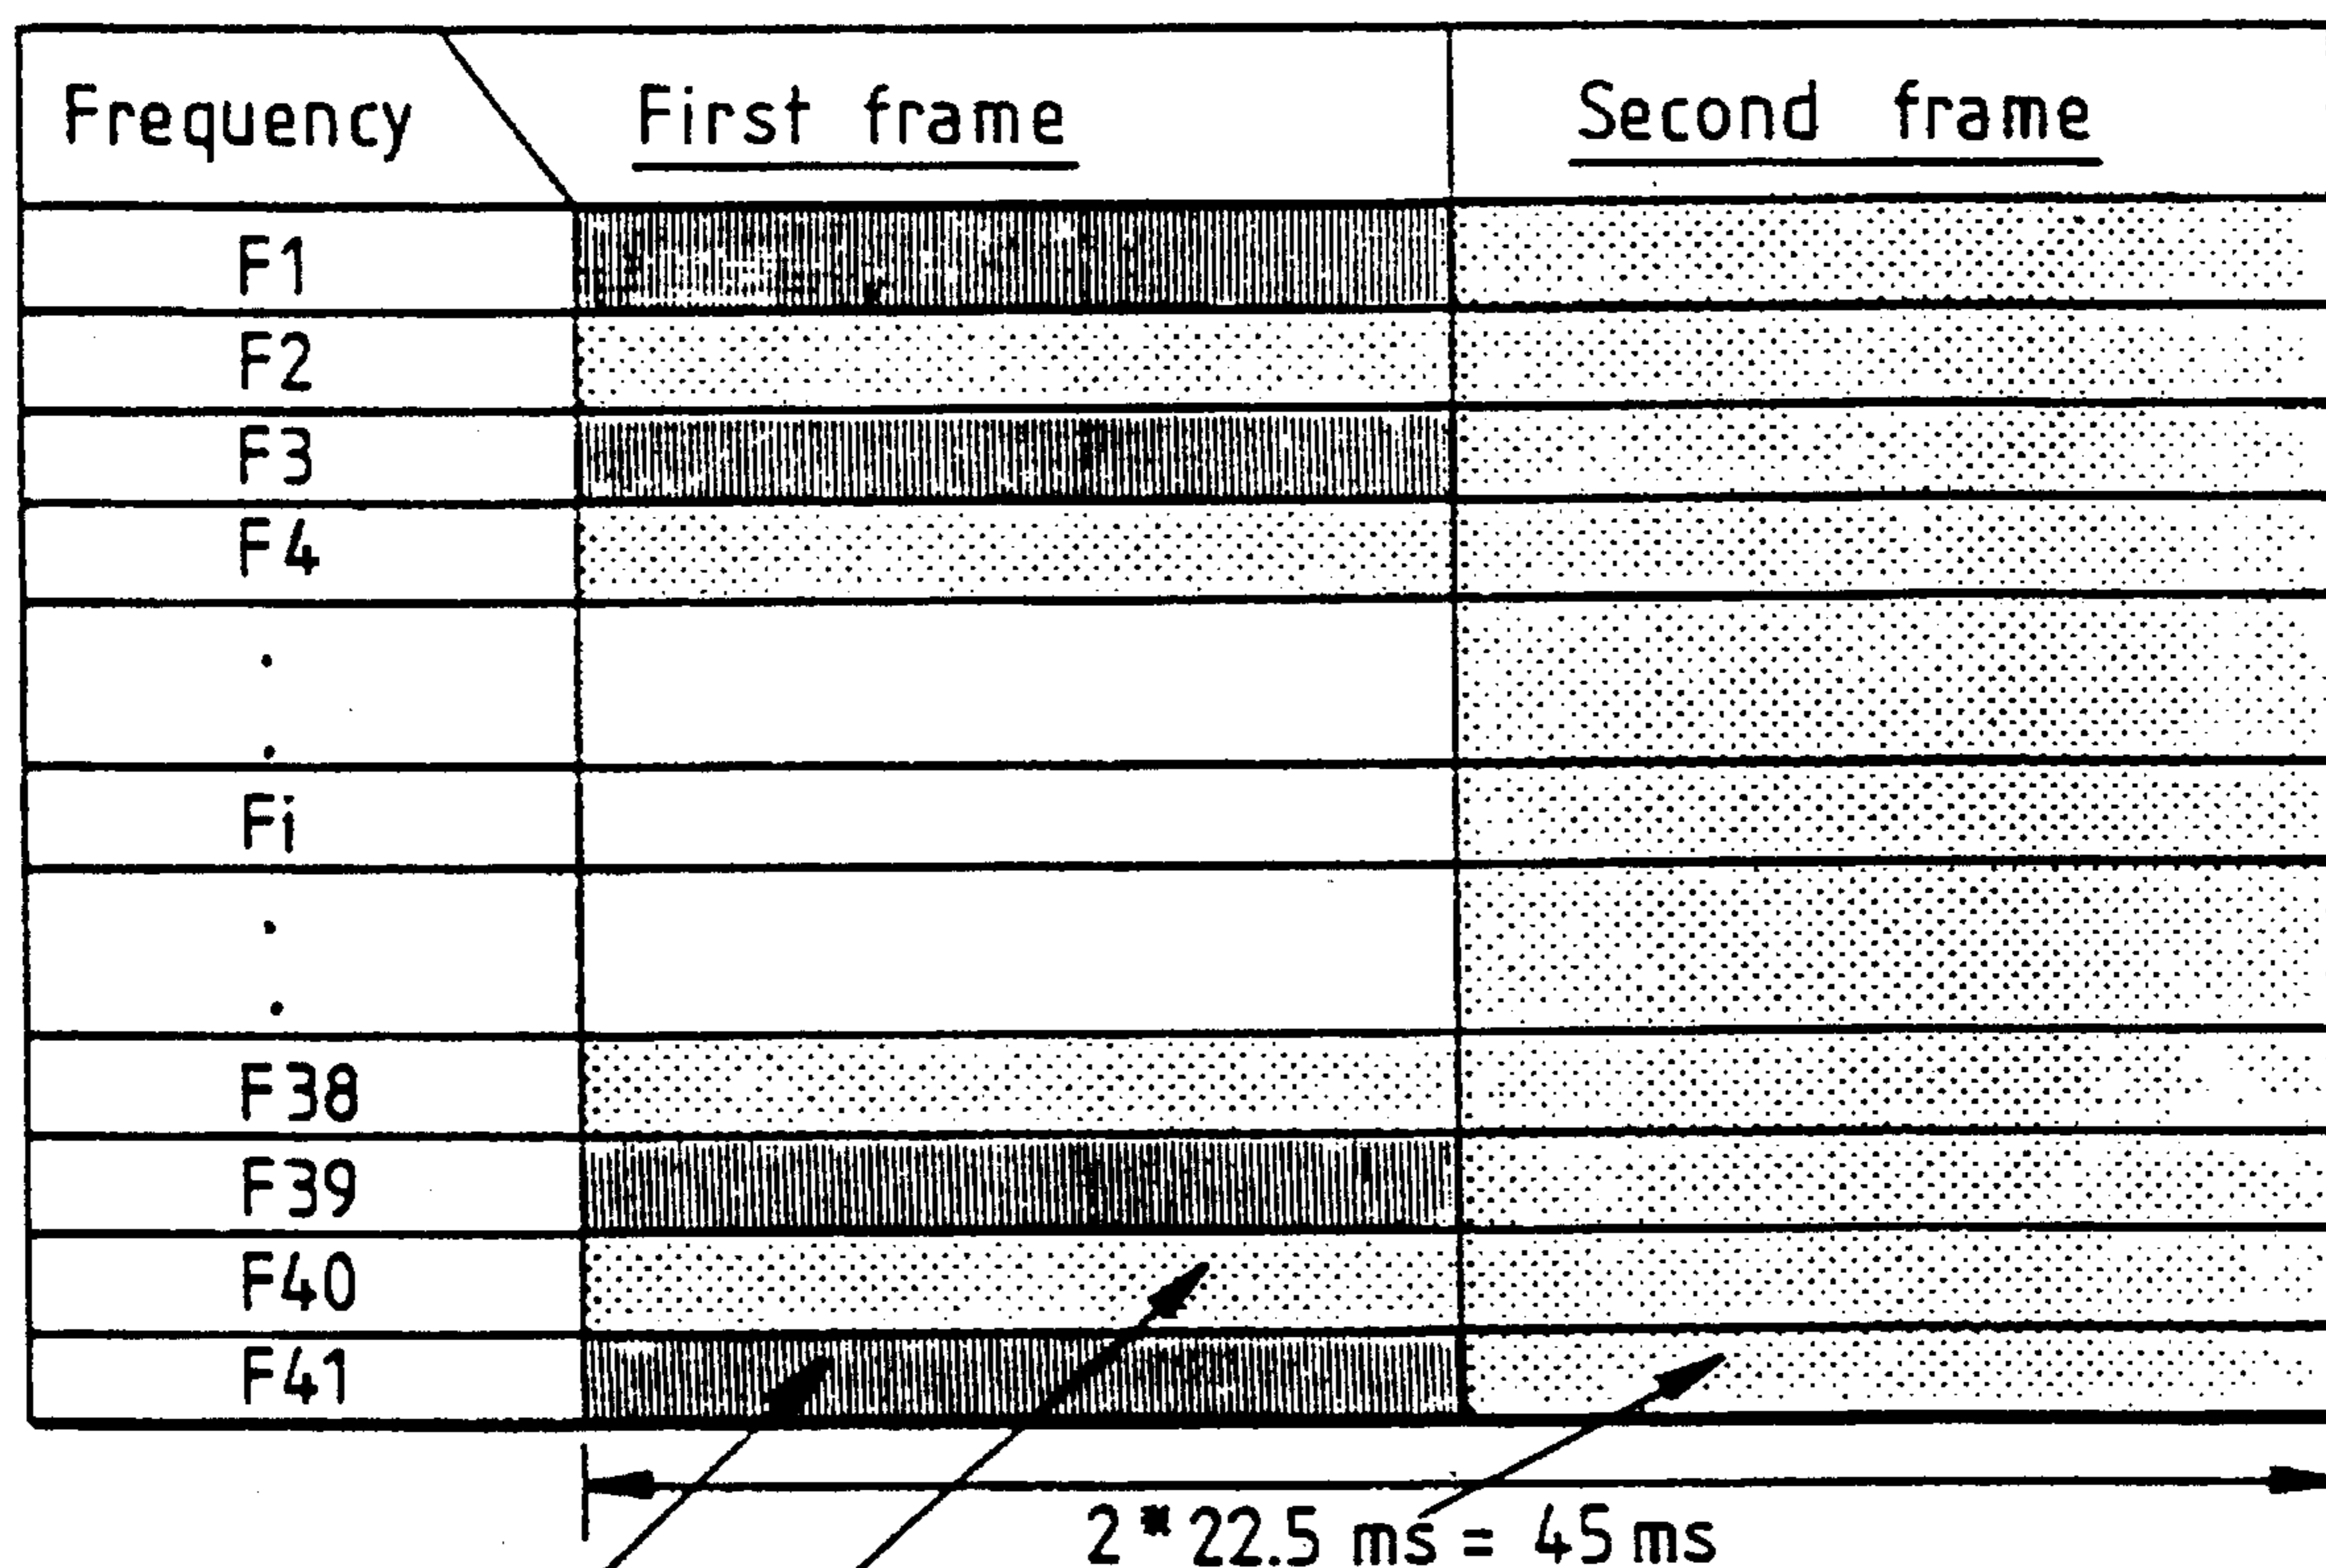 Frequency First frame Second frame
F1
F2
F3
F4
.
.
Fi
.
.
F38
F39
F40
F41
2*22.5 ms = 45 ms